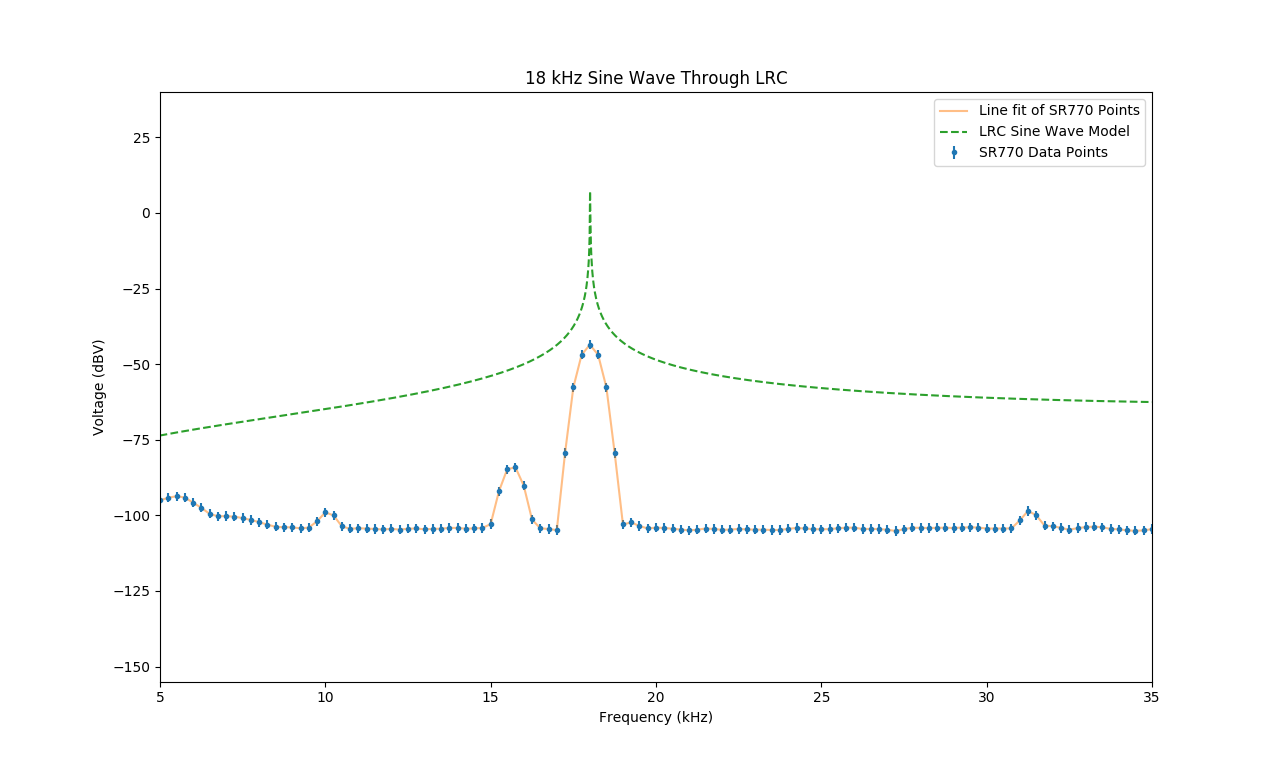 18 kHz Sine Wave Through LRC
Line fit of SR770 Points
LRC Sine Wave Model
SR770 Data Points
25
0
−25
−50
−75
−100
−125
−150
Voltage (dBV)
5 10 15 20 25 30 35
Frequency (kHz)